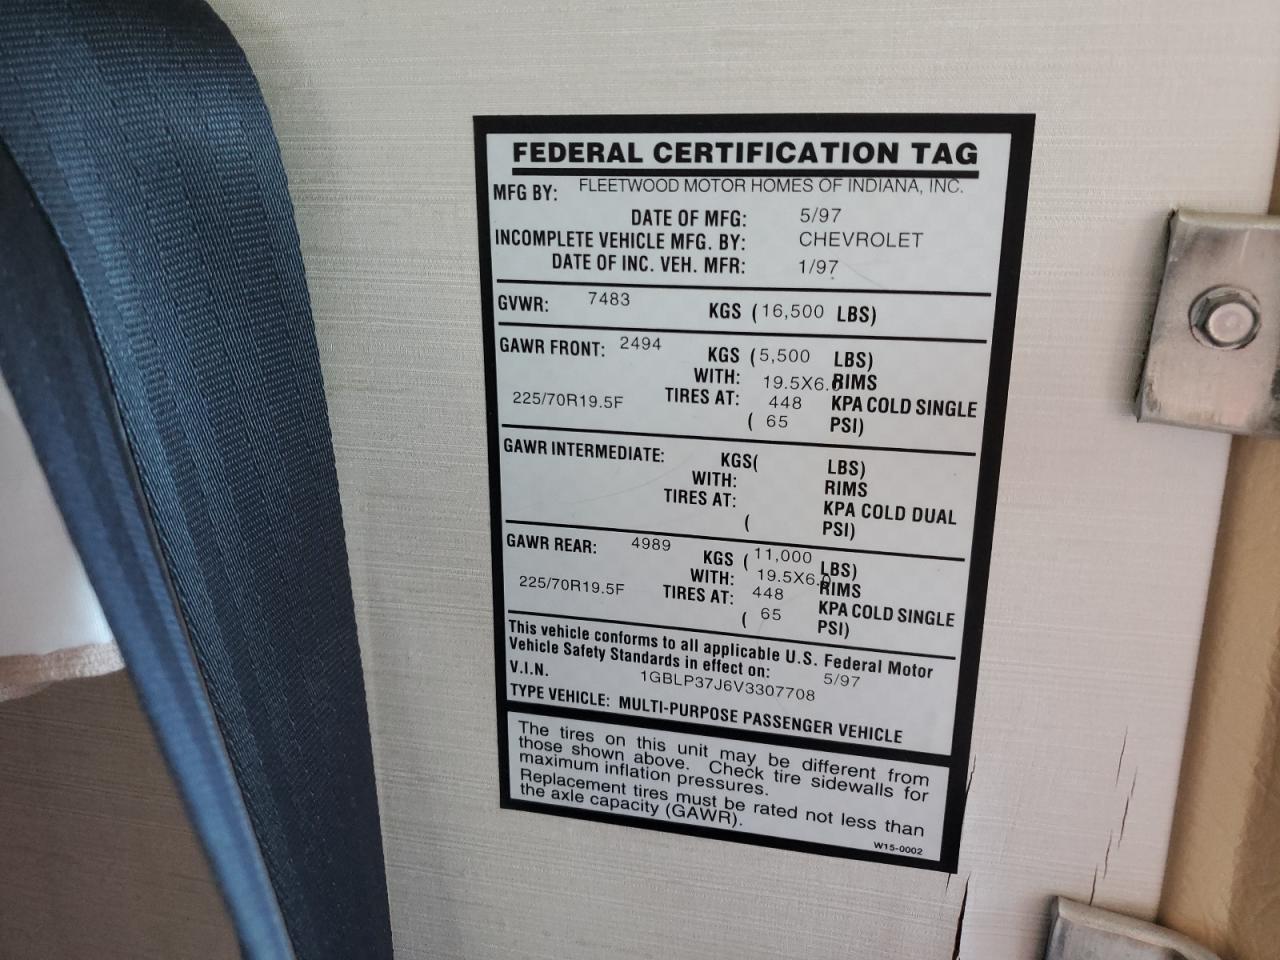 FEDERAL CERTIFICATION TAG
MFG BY: FLEETWOOD MOTOR HOMES OF INDIANA, INC.
DATE OF MFG: 5/97
INCOMPLETE VEHICLE MFG. BY: CHEVROLET
DATE OF INC. VEH. MFR: 1/97
GVWR: 7483 KGS (16,500 LBS)
GAWR FRONT: 2494 KGS (5,500 LBS)
WITH: 19.5X6.0 RIMS
225/70R19.5F TIRES AT: 448 KPA COLD SINGLE
( 65 PSI)
GAWR INTERMEDIATE: KGS( LBS)
WITH: RIMS
TIRES AT: KPA COLD DUAL
( PSI)
GAWR REAR: 4989 KGS (11,000 LBS)
WITH: 19.5X6.0 RIMS
225/70R19.5F TIRES AT: 448 KPA COLD SINGLE
( 65 PSI)
This vehicle conforms to all applicable U.S. Federal Motor
Vehicle Safety Standards in effect on: 5/97
V.I.N. 1GBLP37J6V3307708
TYPE VEHICLE: MULTI-PURPOSE PASSENGER VEHICLE
The tires on this unit may be different from
those shown above. Check tire sidewalls for
maximum inflation pressures.
Replacement tires must be rated not less than
the axle capacity (GAWR).
W15-0002